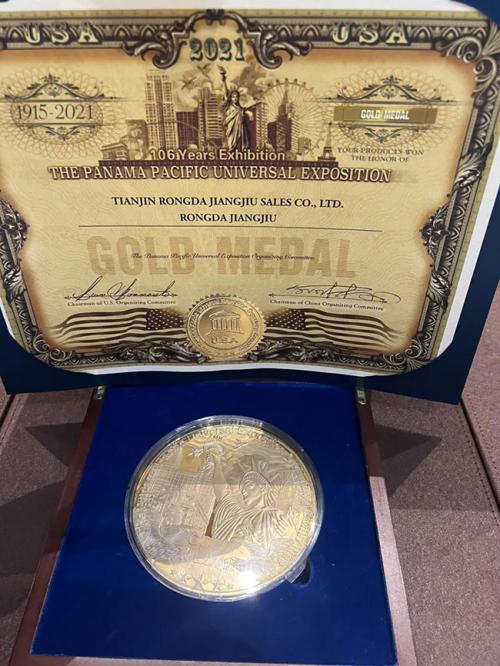 USA
2021
USA
1915-2021
GOLD MEDAL
YOUR PRODUCTS WON
THE HONOR OF
106 Years Exhibition
THE PANAMA PACIFIC UNIVERSAL EXPOSITION
TIANJIN RONGDA JIANGJIU SALES CO., LTD.
RONGDA JIANGJIU
GOLD MEDAL
The Panama Pacific Universal Exposition Organizing Committee
Chairman of U.S. Organizing Committee
Chairman of China Organizing Committee
USA